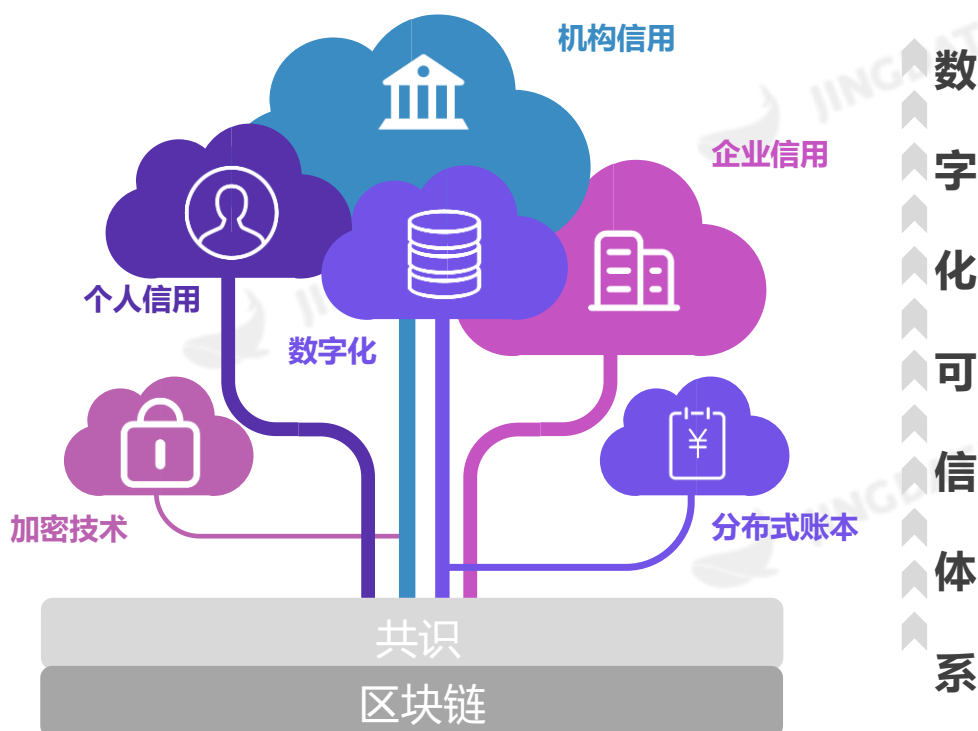 机构信用
企业信用
个人信用
数字化
加密技术
分布式账本
¥
共识
区块链
数字化可信体系